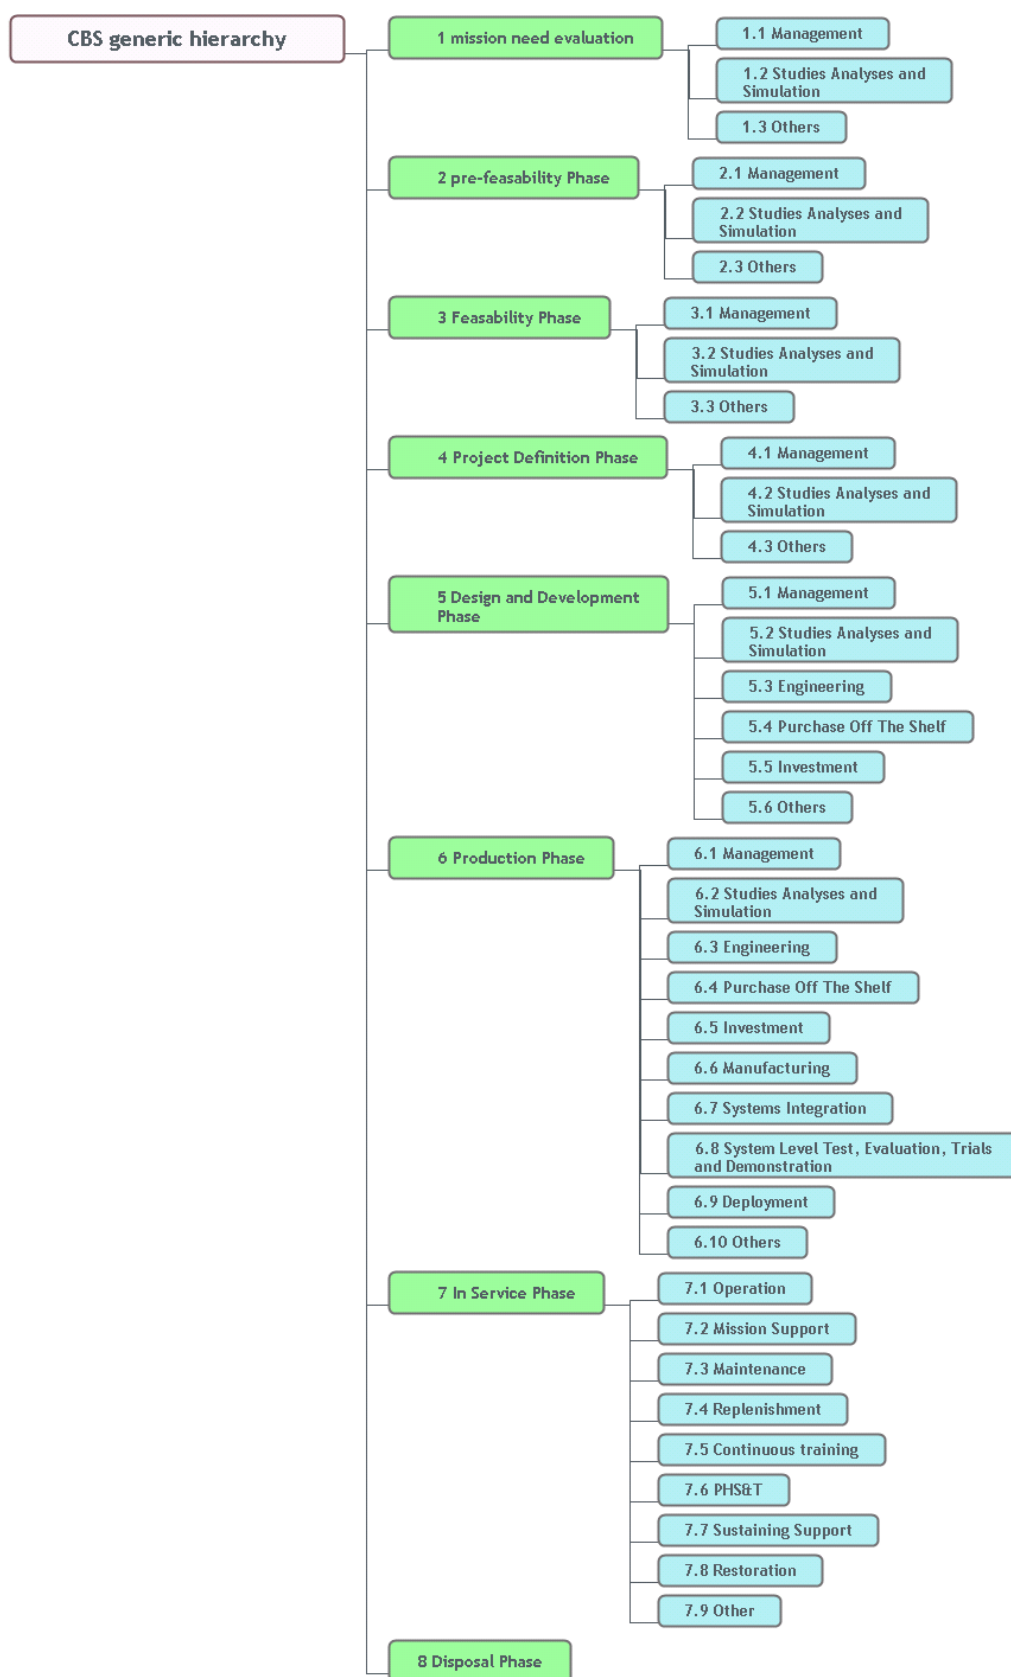 CBS generic hierarchy
1 mission need evaluation
1.1 Management
1.2 Studies Analyses and
Simulation
1.3 Others
2 pre-feasability Phase
2.1 Management
2.2 Studies Analyses and
Simulation
2.3 Others
3 Feasability Phase
3.1 Management
3.2 Studies Analyses and
Simulation
3.3 Others
4 Project Definition Phase
4.1 Management
4.2 Studies Analyses and
Simulation
4.3 Others
5 Design and Development
Phase
5.1 Management
5.2 Studies Analyses and
Simulation
5.3 Engineering
5.4 Purchase Off The Shelf
5.5 Investment
5.6 Others
6 Production Phase
6.1 Management
6.2 Studies Analyses and
Simulation
6.3 Engineering
6.4 Purchase Off The Shelf
6.5 Investment
6.6 Manufacturing
6.7 Systems Integration
6.8 System Level Test, Evaluation, Trials
and Demonstration
6.9 Deployment
6.10 Others
7 In Service Phase
7.1 Operation
7.2 Mission Support
7.3 Maintenance
7.4 Replenishment
7.5 Continuous training
7.6 PHS&T
7.7 Sustaining Support
7.8 Restoration
7.9 Other
8 Disposal Phase